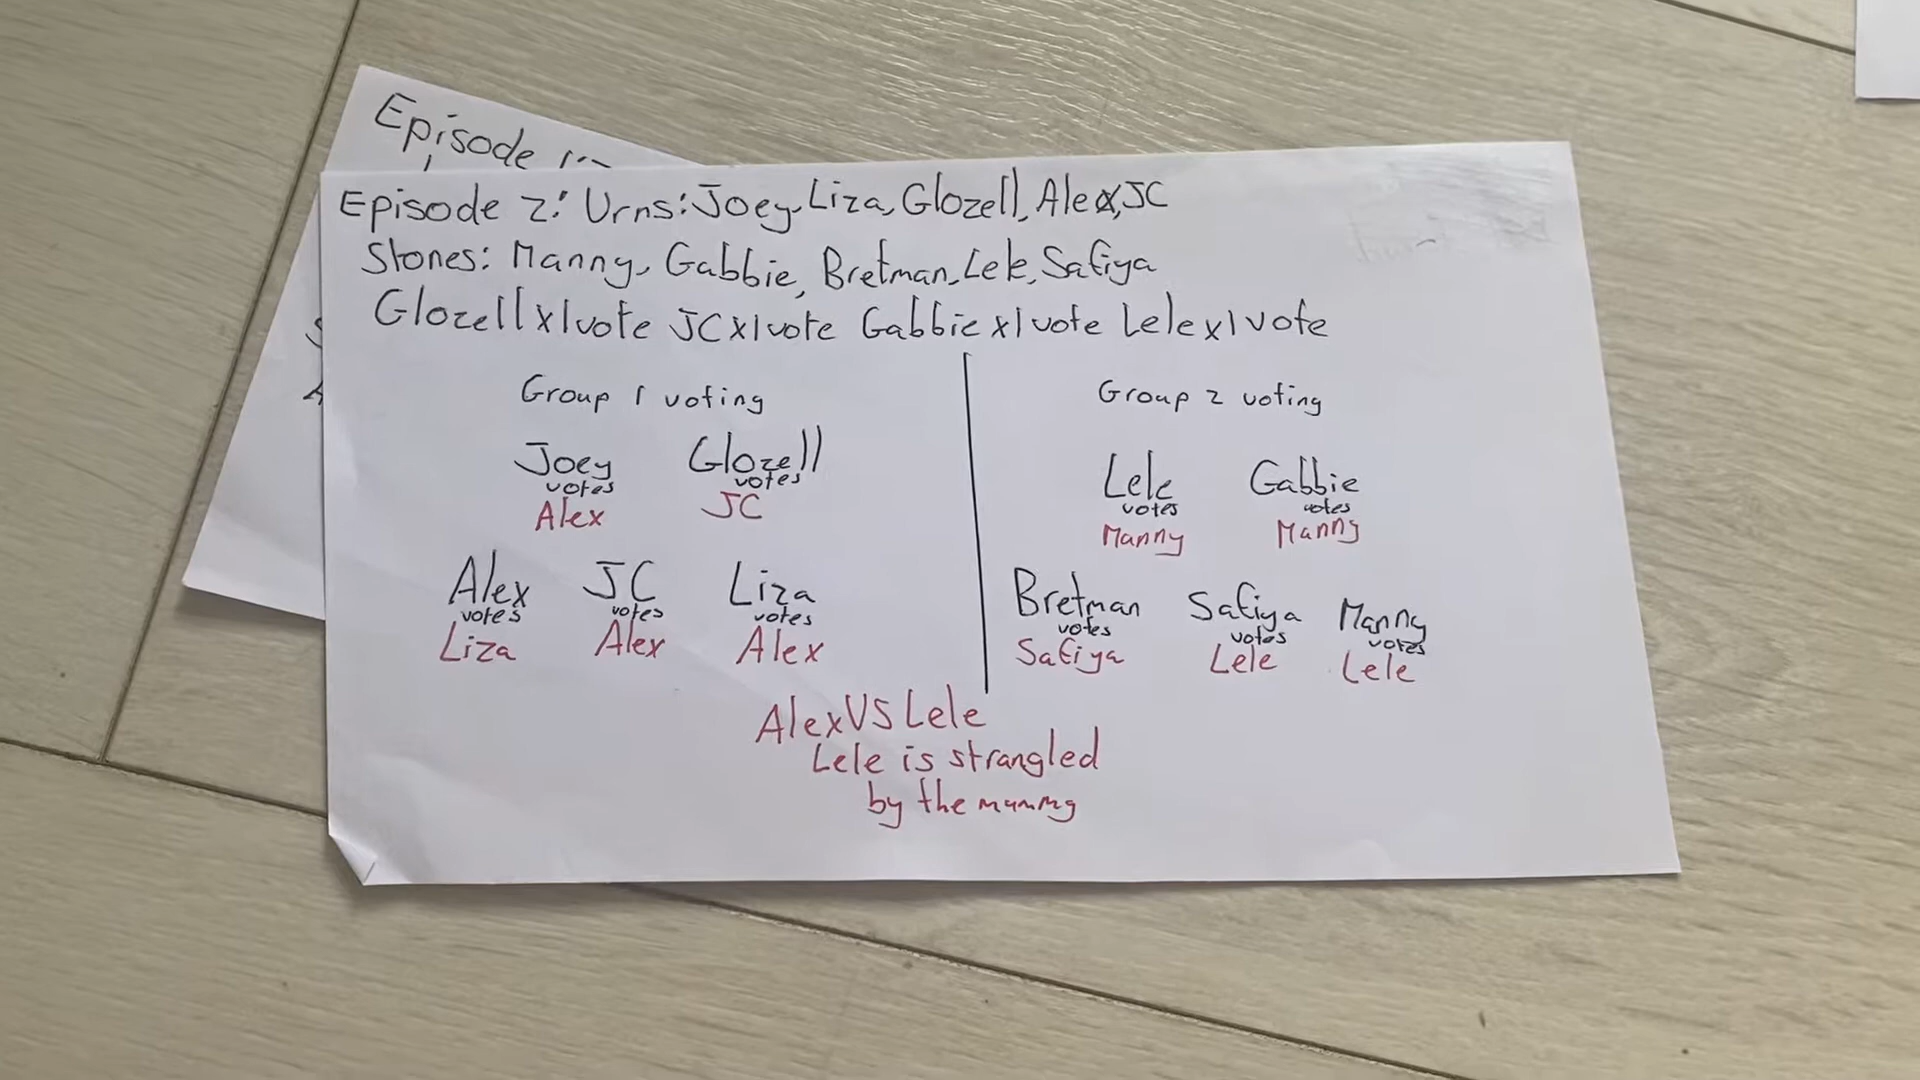 Episode
Episode 2: Urns: Joey, Liza, Glozell, Alex, JC
Stones: Manny, Gabbie, Bretman, Lele, Safiya
Glozell x1 vote JC x1 vote Gabbie x1 vote Lele x1 vote
Group 1 voting
Joey Glozell
votes votes
Alex JC
Alex JC Liza
votes votes votes
Liza Alex Alex
Group 2 voting
Lele Gabbie
votes votes
Manny Manny
Bretman Safiya Manny
votes votes votes
Safiya Lele Lele
Alex VS Lele
Lele is strangled
by the mummy